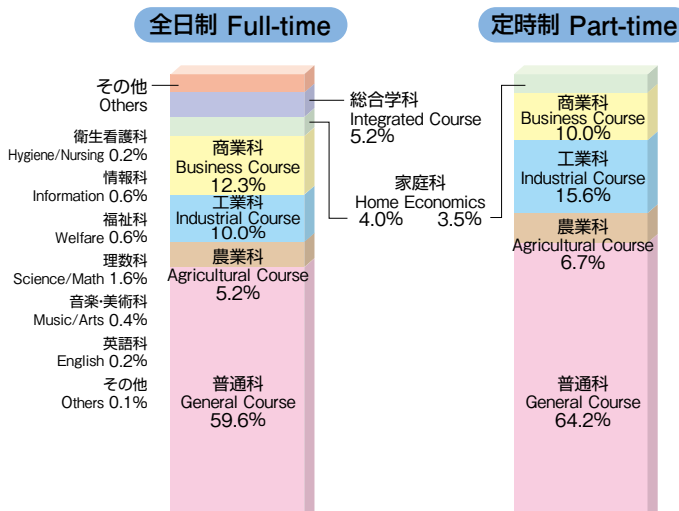 全日制 Full-time
定時制 Part-time
その他
Others
衛生看護科
Hygiene/Nursing 0.2%
情報科
Information 0.6%
福祉科
Welfare 0.6%
理数科
Science/Math 1.6%
音楽・美術科
Music/Arts 0.4%
英語科
English 0.2%
その他
Others 0.1%
商業科
Business Course
12.3%
工業科
Industrial Course
10.0%
農業科
Agricultural Course
5.2%
普通科
General Course
59.6%
総合学科
Integrated Course
5.2%
家庭科
Home Economics
4.0% 3.5%
商業科
Business Course
10.0%
工業科
Industrial Course
15.6%
農業科
Agricultural Course
6.7%
普通科
General Course
64.2%